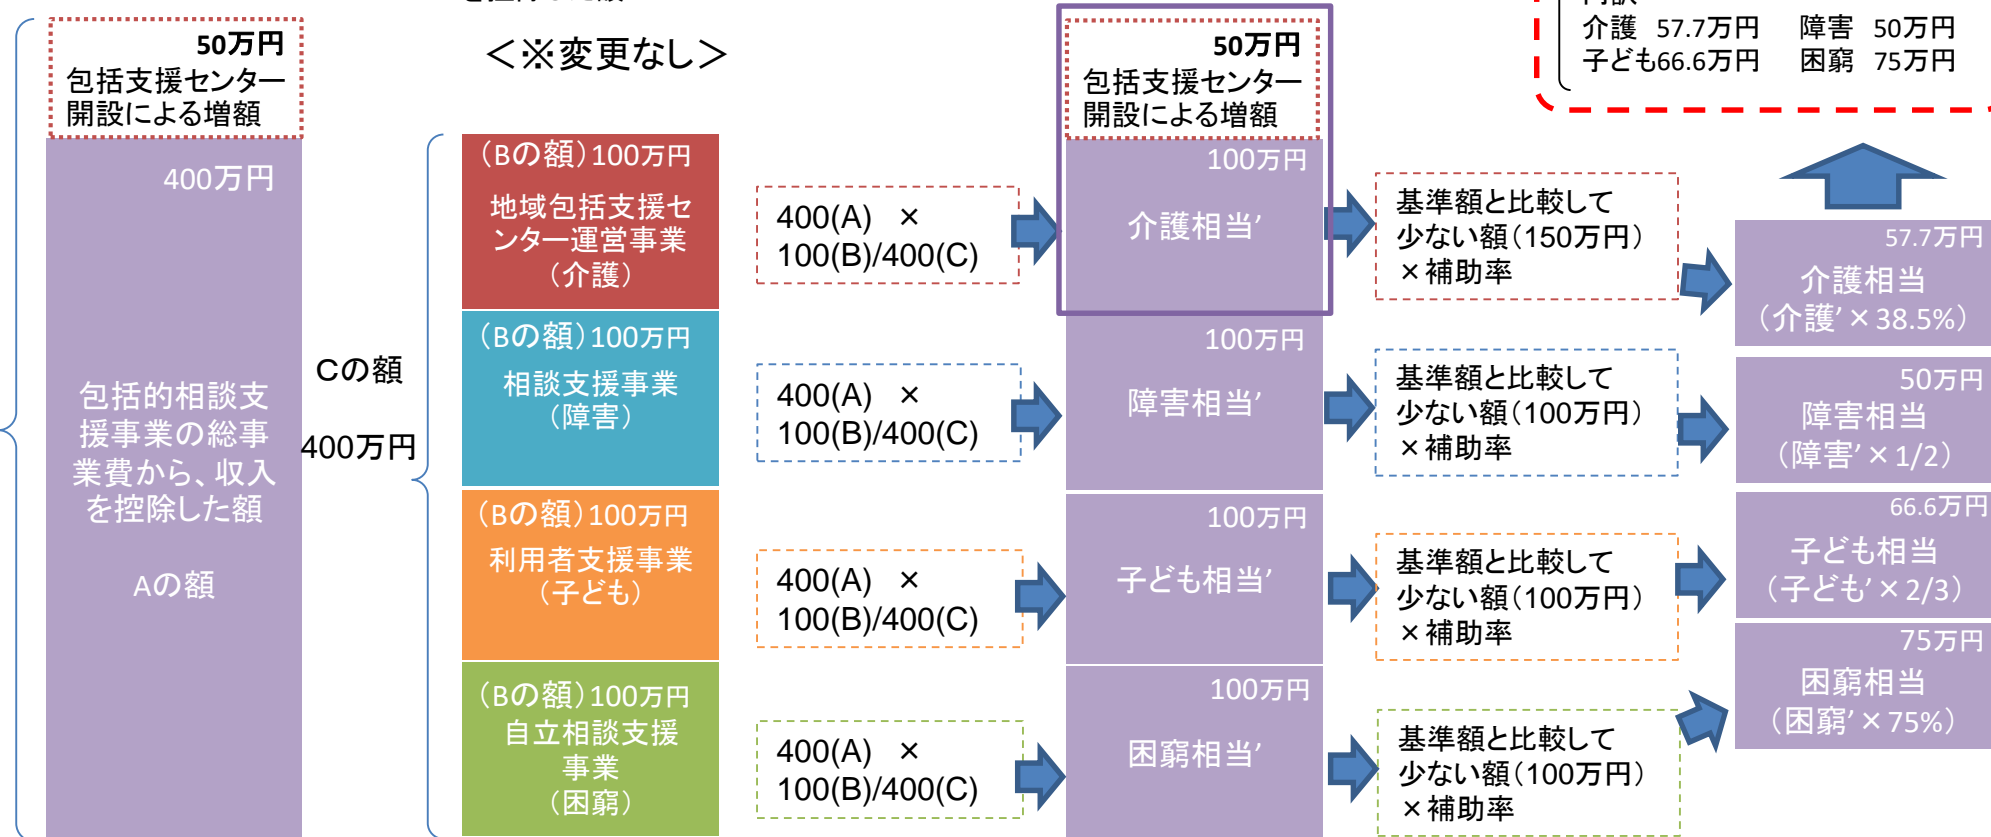 を控除した額
内訳
介護 57.7万円 障害 50万円
子ども66.6万円 困窮 75万円
50万円
包括支援センター
開設による増額
400万円
包括的相談支
援事業の総事
業費から、収入
を控除した額
Aの額
＜※変更なし＞
Cの額
400万円
（Bの額）100万円
地域包括支援セ
ンター運営事業
（介護）
（Bの額）100万円
相談支援事業
（障害）
（Bの額）100万円
利用者支援事業
（子ども）
（Bの額）100万円
自立相談支援
事業
（困窮）
400(A) ×
100(B)/400(C)
400(A) ×
100(B)/400(C)
400(A) ×
100(B)/400(C)
400(A) ×
100(B)/400(C)
50万円
包括支援センター
開設による増額
100万円
介護相当’
100万円
障害相当’
100万円
子ども相当’
100万円
困窮相当’
基準額と比較して
少ない額（150万円）
×補助率
基準額と比較して
少ない額（100万円）
×補助率
基準額と比較して
少ない額（100万円）
×補助率
基準額と比較して
少ない額（100万円）
×補助率
57.7万円
介護相当
（介護’×38.5%）
50万円
障害相当
（障害’×1/2）
66.6万円
子ども相当
（子ども’×2/3）
75万円
困窮相当
（困窮’×75%）